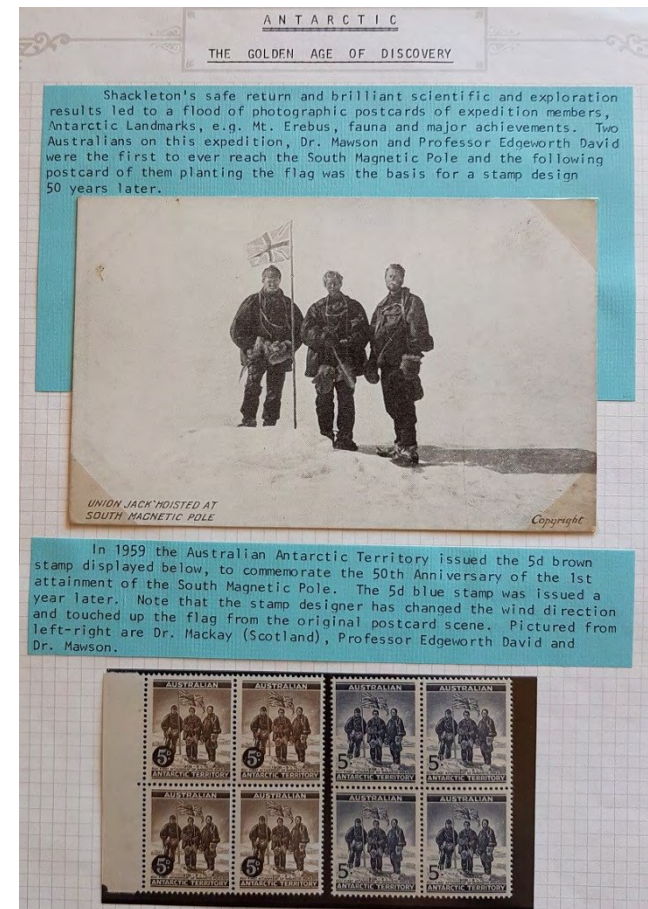 ANTARCTIC
THE GOLDEN AGE OF DISCOVERY
Shackleton's safe return and brilliant scientific and exploration
results led to a flood of photographic postcards of expedition members,
Antarctic Landmarks, e.g. Mt. Erebus, fauna and major achievements. Two
Australians on this expedition, Dr. Mawson and Professor Edgeworth David
were the first to ever reach the South Magnetic Pole and the following
postcard of them planting the flag was the basis for a stamp design
50 years later.
UNION JACK HOISTED AT
SOUTH MAGNETIC POLE
Copyright
In 1959 the Australian Antarctic Territory issued the 5d brown
stamp displayed below, to commemorate the 50th Anniversary of the 1st
attainment of the South Magnetic Pole. The 5d blue stamp was issued a
year later. Note that the stamp designer has changed the wind direction
and touched up the flag from the original postcard scene. Pictured from
left-right are Dr. Mackay (Scotland), Professor Edgeworth David and
Dr. Mawson.
AUSTRALIAN
5D
ANTARCTIC TERRITORY
AUSTRALIAN
5D
ANTARCTIC TERRITORY
AUSTRALIAN
5D
ANTARCTIC TERRITORY
AUSTRALIAN
5D
ANTARCTIC TERRITORY
AUSTRALIAN
5D
ANTARCTIC TERRITORY
AUSTRALIAN
5D
ANTARCTIC TERRITORY
AUSTRALIAN
5D
ANTARCTIC TERRITORY
AUSTRALIAN
5D
ANTARCTIC TERRITORY